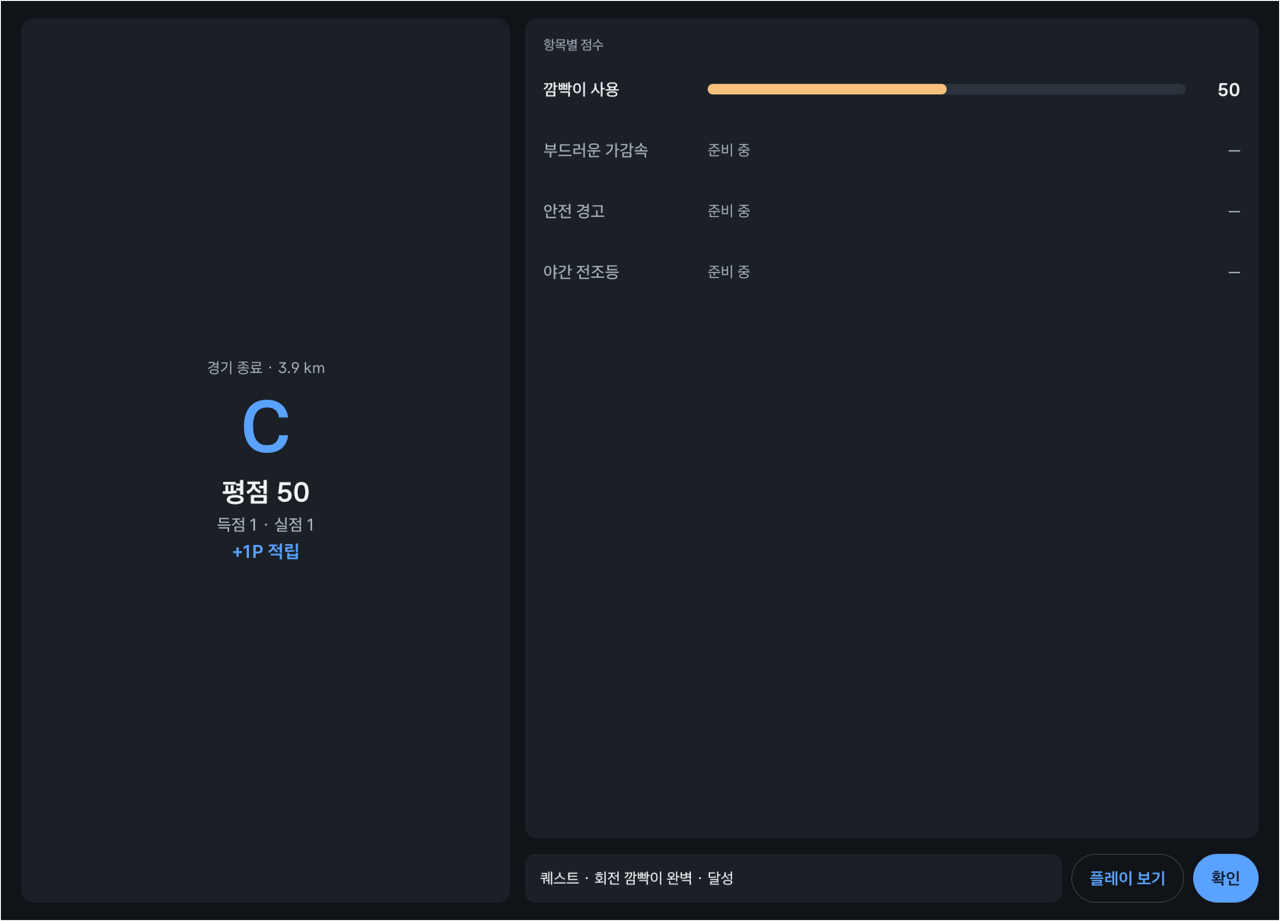 경기 종료 · 3.9 km
C
평점 50
득점 1 · 실점 1
+1P 적립
항목별 점수
깜빡이 사용 50
부드러운 가감속 준비 중 —
안전 경고 준비 중 —
야간 전조등 준비 중 —
퀘스트 · 회전 깜빡이 완벽 · 달성
플레이 보기
확인